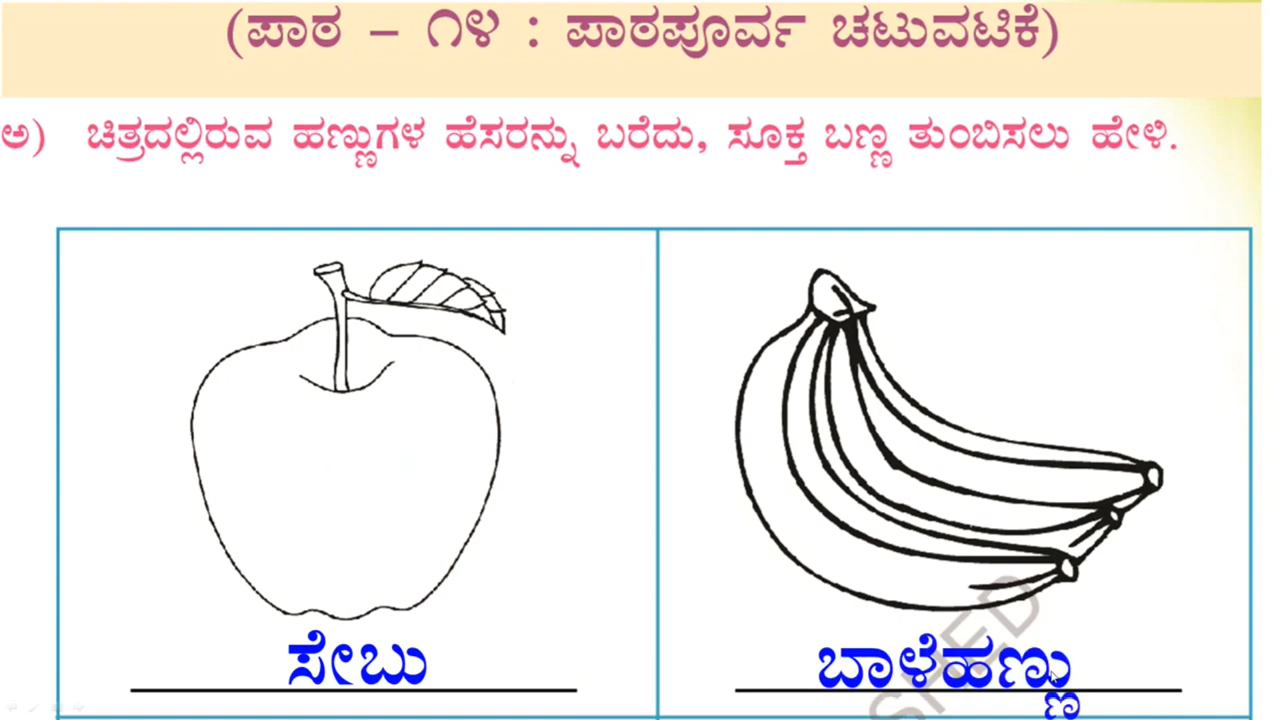 (ಪಾಠ – ೧೪ : ಪಾಠಪೂರ್ವ ಚಟುವಟಿಕೆ)
ಅ) ಚಿತ್ರದಲ್ಲಿರುವ ಹಣ್ಣುಗಳ ಹೆಸರನ್ನು ಬರೆದು, ಸೂಕ್ತ ಬಣ್ಣ ತುಂಬಿಸಲು ಹೇಳಿ.
ಸೇಬು
ಬಾಳೆಹಣ್ಣು